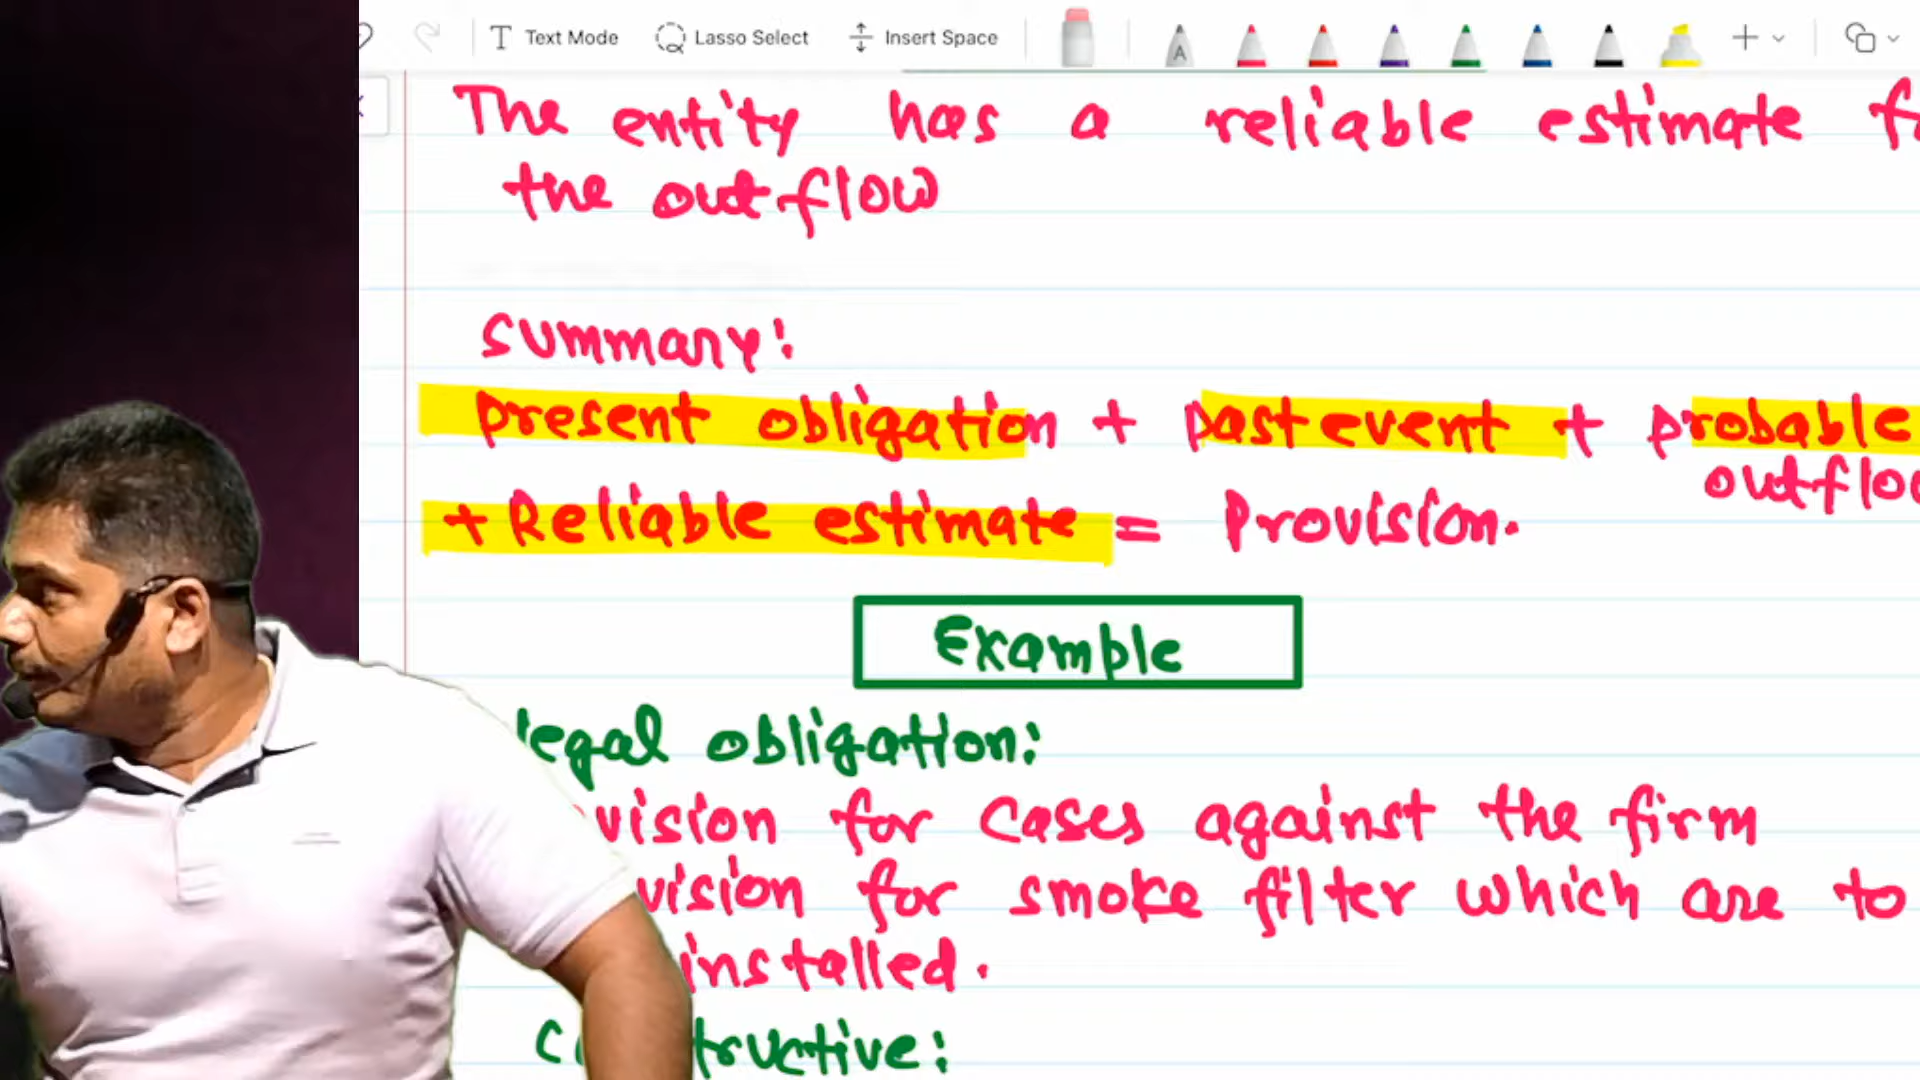 Text Mode Lasso Select Insert Space
A
The entity has a reliable estimate
the outflow
Summary:
present obligation + past event + probable
outflo
+ Reliable estimate = Provision.
Example
legal obligation:
vision for cases against the firm
vision for smoke filter which are to
installed.
tructive: